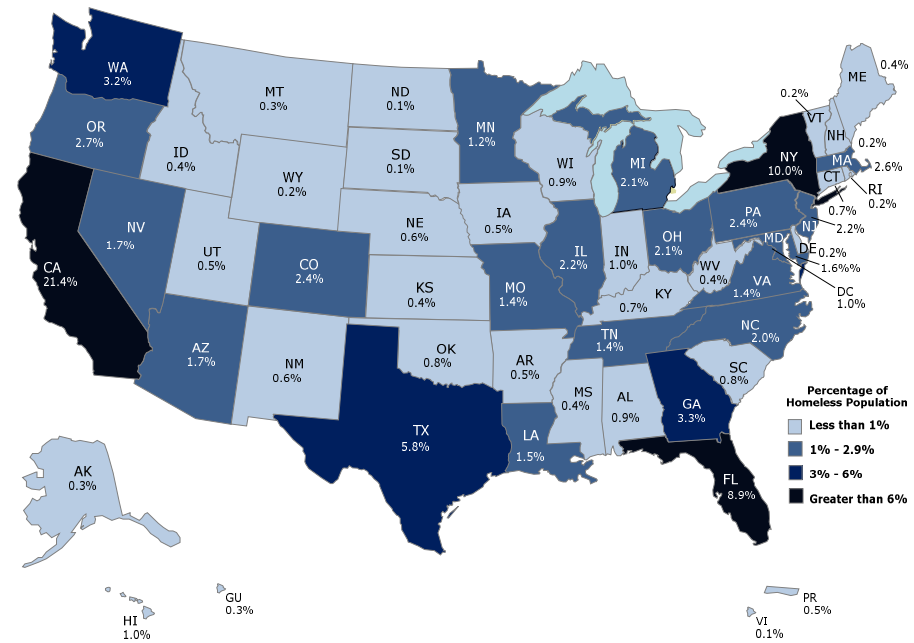 WA
3.2%
MT
0.3%
ND
0.1%
MN
1.2%
ME
0.4%
0.2%
VT
NH
0.2%
OR
2.7%
ID
0.4%
SD
0.1%
WI
0.9%
MI
2.1%
NY
10.0%
MA
2.6%
CT
0.7%
RI
0.2%
WY
0.2%
NE
0.6%
IA
0.5%
PA
2.4%
NJ
2.2%
NV
1.7%
UT
0.5%
CO
2.4%
IL
2.2%
IN
1.0%
OH
2.1%
MD
DE
0.2%
1.6%%
DC
1.0%
CA
21.4%
KS
0.4%
MO
1.4%
WV
0.4%
VA
1.4%
KY
0.7%
AZ
1.7%
NM
0.6%
OK
0.8%
AR
0.5%
TN
1.4%
NC
2.0%
SC
0.8%
MS
0.4%
AL
0.9%
GA
3.3%
TX
5.8%
LA
1.5%
FL
8.9%
Percentage of
Homeless Population
Less than 1%
1% - 2.9%
3% - 6%
Greater than 6%
AK
0.3%
HI
1.0%
GU
0.3%
PR
0.5%
VI
0.1%